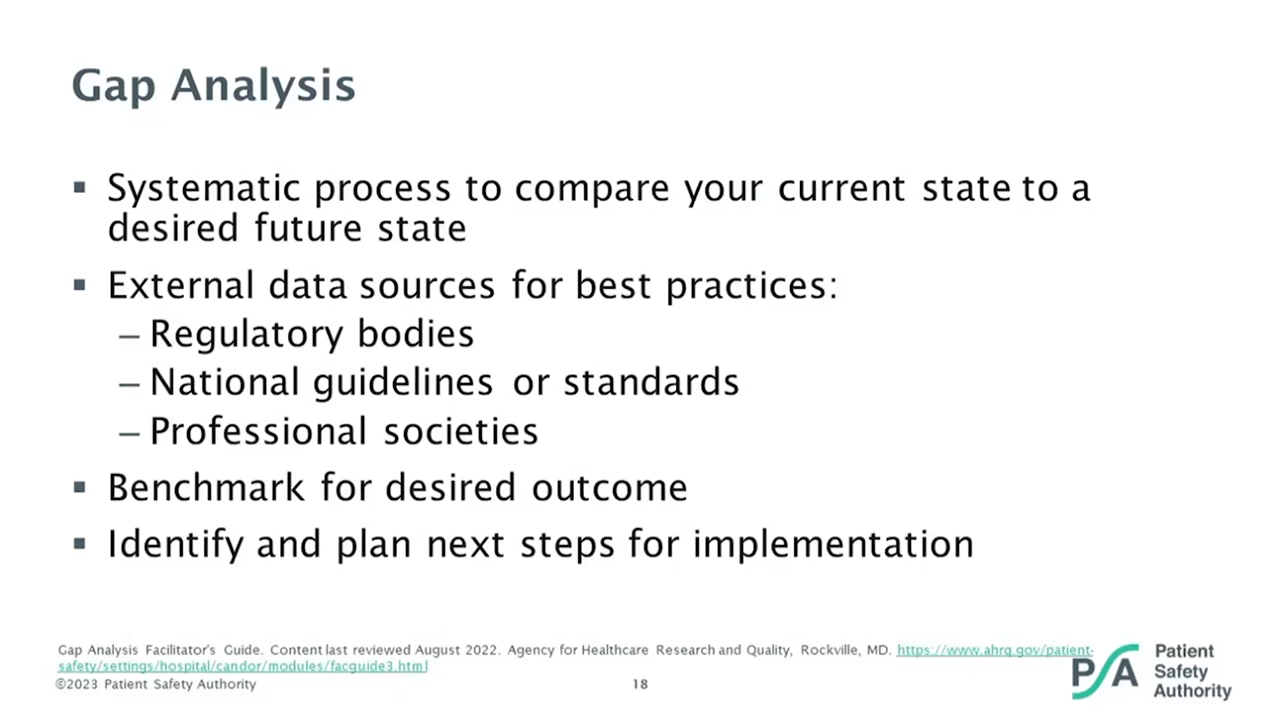 Gap Analysis
▪ Systematic process to compare your current state to a
desired future state
▪ External data sources for best practices:
– Regulatory bodies
– National guidelines or standards
– Professional societies
▪ Benchmark for desired outcome
▪ Identify and plan next steps for implementation
Gap Analysis Facilitator's Guide. Content last reviewed August 2022. Agency for Healthcare Research and Quality, Rockville, MD. https://www.ahrq.gov/patient-
safety/settings/hospital/candor/modules/facguide3.html
©2023 Patient Safety Authority
18
PSA
Patient
Safety
Authority